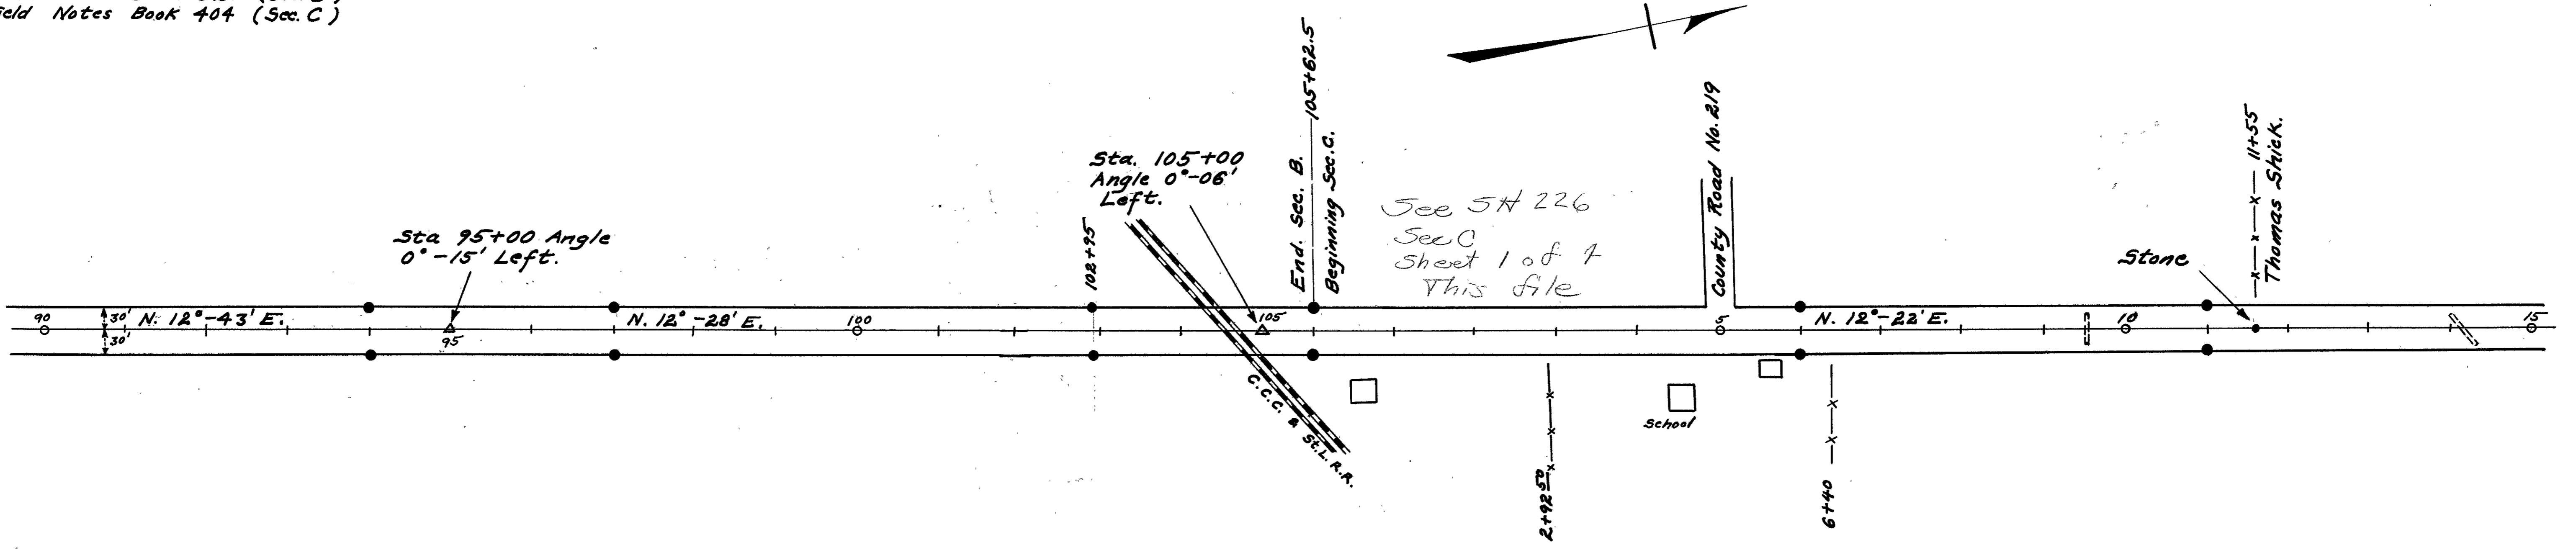 Field Notes Book 404 (Sec. C)
105+62.5
End. Sec. B.
Beginning Sec. C.
County Road No. 219
11+55
Thomas Shick.
Sta. 105+00
Angle 0°-06'
Left.
See SH 226
Sec C
Sheet 1 of 7
This file
Sta 95+00 Angle
0°-15' Left.
102+95
Stone
90
30'
N. 12°-43' E.
N. 12°-28' E.
100
105
5
N. 12°-22' E.
10
15
30'
95
C.C.C. & St.L. R.R.
School
2+92 50
6+40